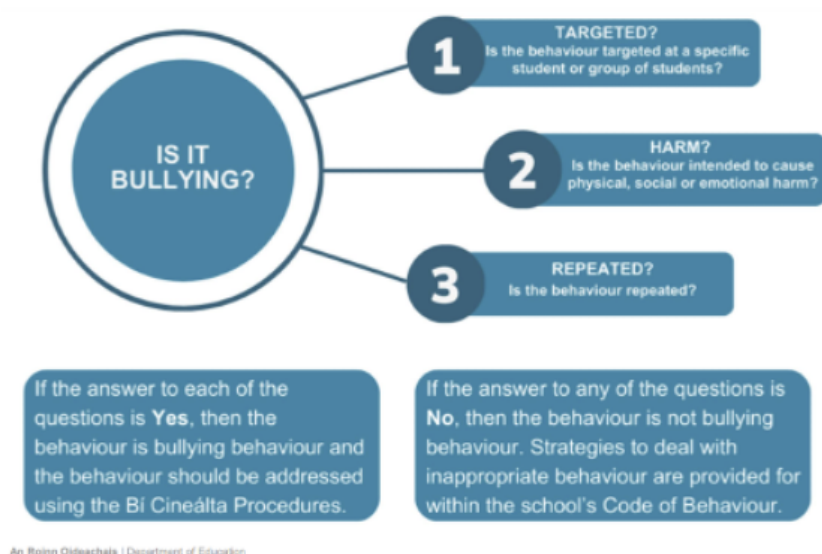 1
TARGETED?
Is the behaviour targeted at a specific
student or group of students?
IS IT
BULLYING?
2
HARM?
Is the behaviour intended to cause
physical, social or emotional harm?
3
REPEATED?
Is the behaviour repeated?
If the answer to each of the
questions is Yes, then the
behaviour is bullying behaviour and
the behaviour should be addressed
using the Bí Cineálta Procedures.
If the answer to any of the questions is
No, then the behaviour is not bullying
behaviour. Strategies to deal with
inappropriate behaviour are provided for
within the school's Code of Behaviour.
An Roinn Oideachais | Department of Education